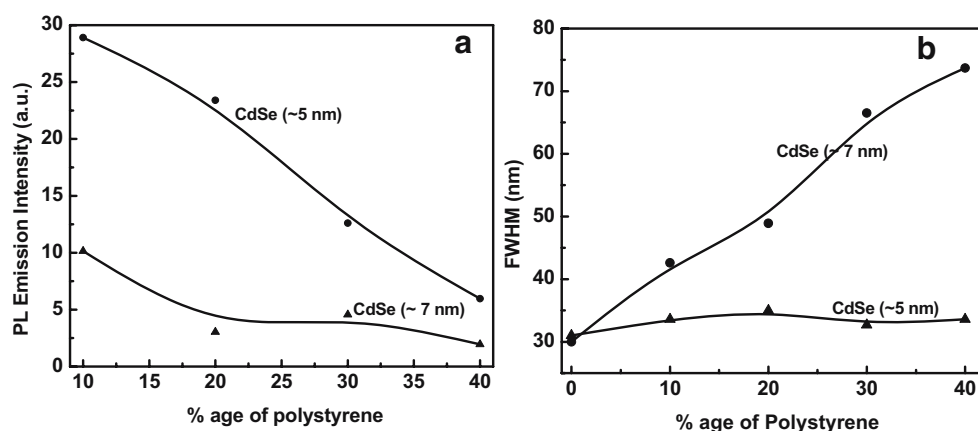 a
30
25
20
15
10
5
0
PL Emission Intensity (a.u.)
CdSe (~5 nm)
CdSe (~ 7 nm)
10 15 20 25 30 35 40
% age of polystyrene
b
80
70
60
50
40
30
FWHM (nm)
CdSe (~ 7 nm)
CdSe (~5 nm)
0 10 20 30 40
% age of Polystyrene